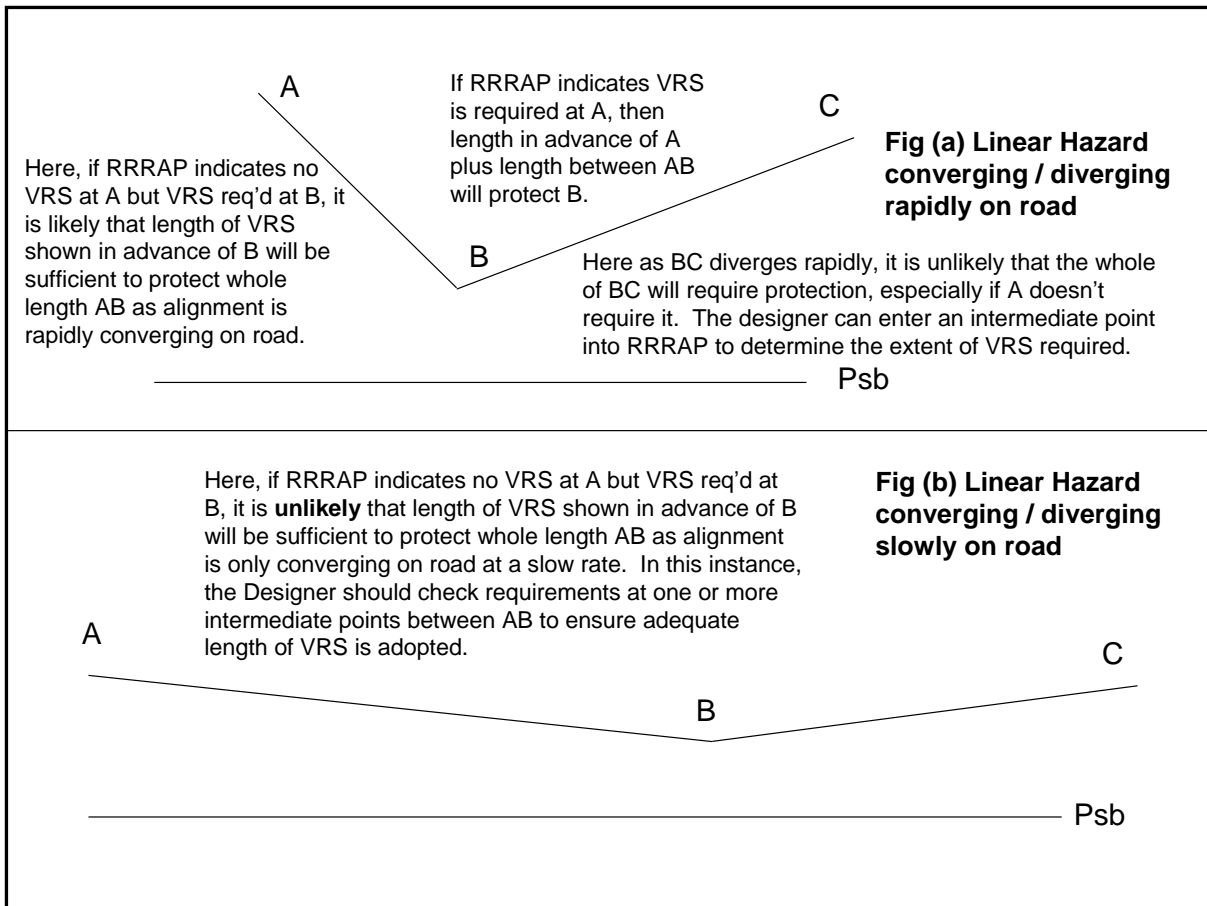 A
If RRRAP indicates VRS
is required at A, then
length in advance of A
plus length between AB
will protect B.
C
Fig (a) Linear Hazard
converging / diverging
rapidly on road
Here, if RRRAP indicates no
VRS at A but VRS req’d at B, it
is likely that length of VRS
shown in advance of B will be
sufficient to protect whole
length AB as alignment is
rapidly converging on road.
B
Here as BC diverges rapidly, it is unlikely that the whole
of BC will require protection, especially if A doesn’t
require it.  The designer can enter an intermediate point
into RRRAP to determine the extent of VRS required.
Psb
Here, if RRRAP indicates no VRS at A but VRS req’d at
B, it is unlikely that length of VRS shown in advance of B
will be sufficient to protect whole length AB as alignment
is only converging on road at a slow rate.  In this instance,
the Designer should check requirements at one or more
intermediate points between AB to ensure adequate
length of VRS is adopted.
Fig (b) Linear Hazard
converging / diverging
slowly on road
A
B
C
Psb